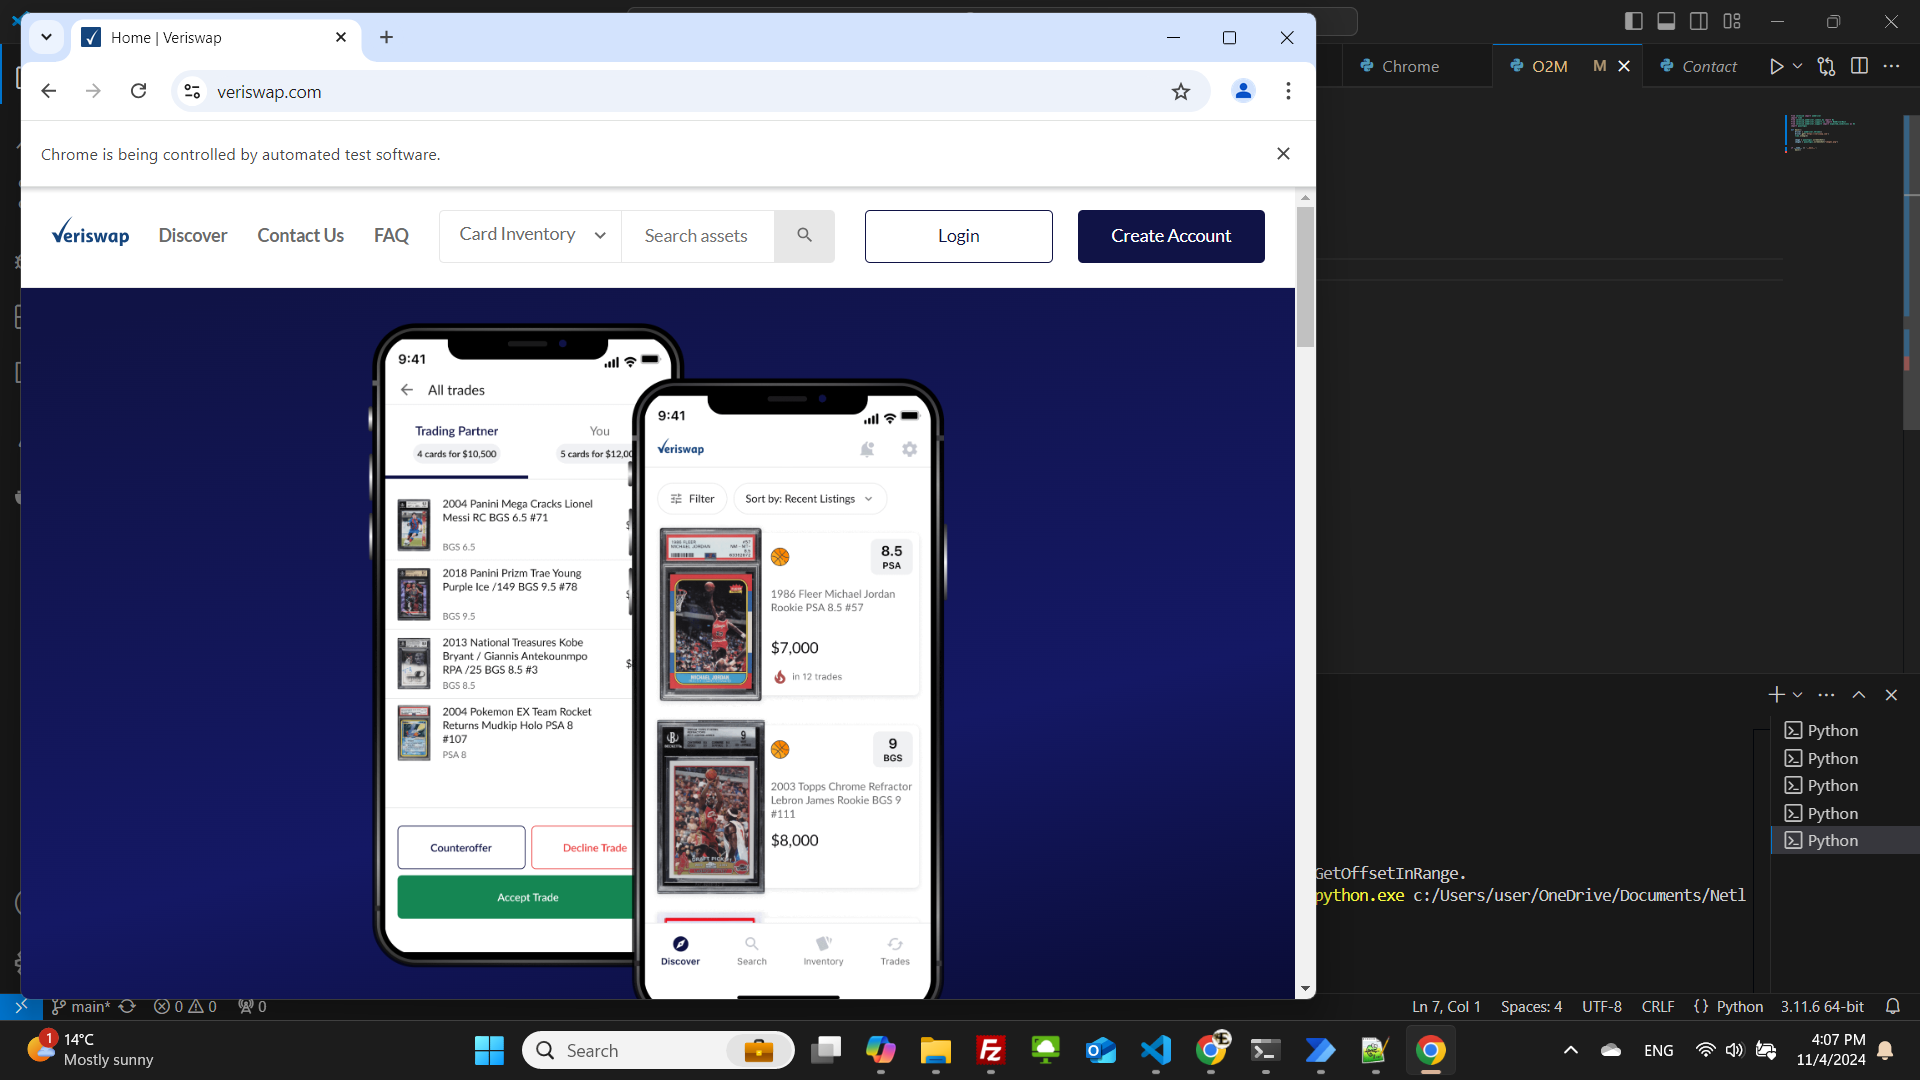 Home | Veriswap
veriswap.com
Chrome is being controlled by automated test software.
Veriswap
Discover
Contact Us
FAQ
Card Inventory
Search assets
Login
Create Account
9:41
All trades
Trading Partner
4 cards for $10,500
You
5 cards for $12,00
2004 Panini Mega Cracks Lionel
Messi RC BGS 6.5 #71
BGS 6.5
2018 Panini Prizm Trae Young
Purple Ice /149 BGS 9.5 #78
BGS 9.5
2013 National Treasures Kobe
Bryant / Giannis Antekounmpo
RPA /25 BGS 8.5 #3
BGS 8.5
2004 Pokemon EX Team Rocket
Returns Mudkip Holo PSA 8
#107
PSA 8
Counteroffer
Decline Trade
Accept Trade
9:41
Veriswap
Filter
Sort by: Recent Listings
1986 FLEER
MICHAEL JORDAN
MICHAEL JORDAN
8.5
PSA
1986 Fleer Michael Jordan
Rookie PSA 8.5 #57
$7,000
in 12 trades
9
BGS
2003 Topps Chrome Refractor
Lebron James Rookie BGS 9
#111
$8,000
Discover
Search
Inventory
Trades
Chrome
O2M
M
Contact
Python
Python
Python
Python
Python
GetOffsetInRange.
python.exe c:/Users/user/OneDrive/Documents/Netl
main*
0
0
0
Ln 7, Col 1
Spaces: 4
UTF-8
CRLF
{} Python
3.11.6 64-bit
1
14°C
Mostly sunny
Search
ENG
4:07 PM
11/4/2024